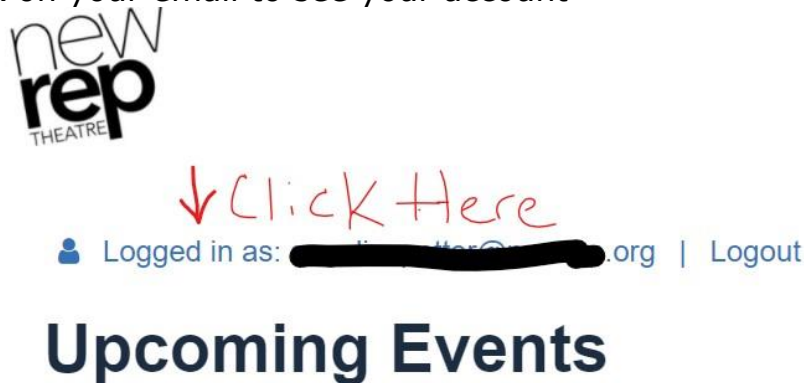 on your email to see your account
new
rep
THEATRE
Click Here
Logged in as: .org | Logout
Upcoming Events